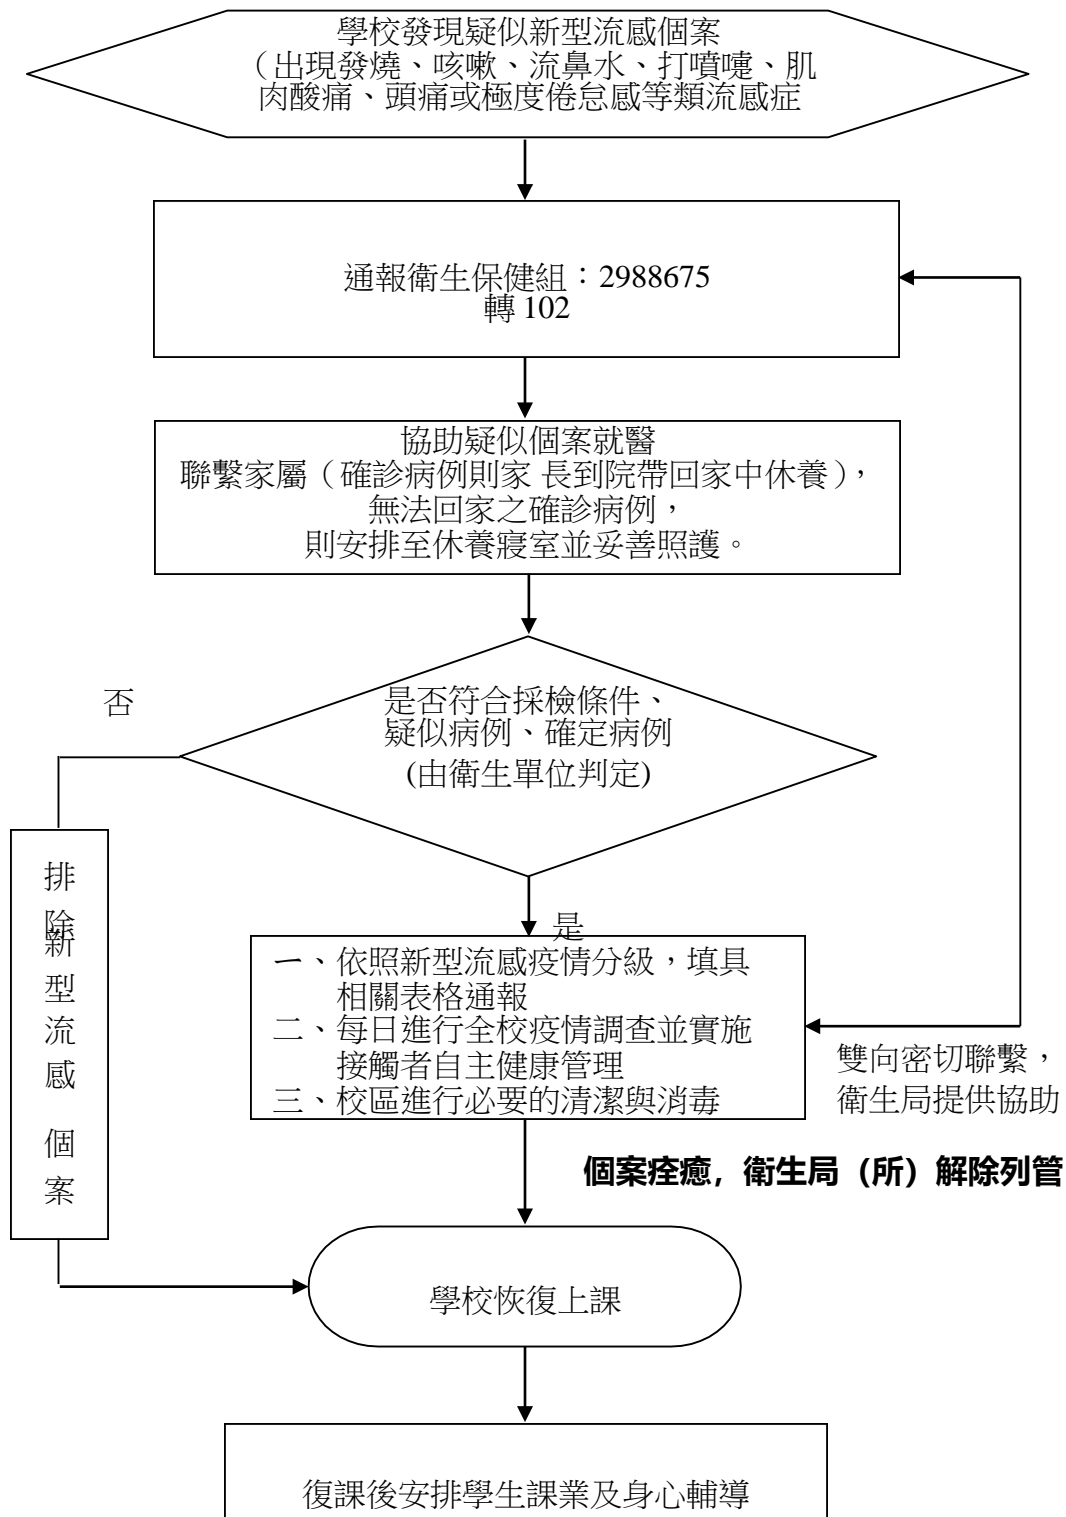 學校發現疑似新型流感個案
（出現發燒、咳嗽、流鼻水、打噴嚏、肌
肉酸痛、頭痛或極度倦怠感等類流感症
通報衛生保健組：2988675
轉 102
協助疑似個案就醫
聯繫家屬（確診病例則家 長到院帶回家中休養），
無法回家之確診病例，
則安排至休養寢室並妥善照護。
否
是否符合採檢條件、
疑似病例、確定病例
(由衛生單位判定)
排
除
新
型
流
感
個
案
是
一、依照新型流感疫情分級，填具
相關表格通報
二、每日進行全校疫情調查並實施
接觸者自主健康管理
三、校區進行必要的清潔與消毒
雙向密切聯繫，
衛生局提供協助
個案痊癒，衛生局（所）解除列管
學校恢復上課
復課後安排學生課業及身心輔導